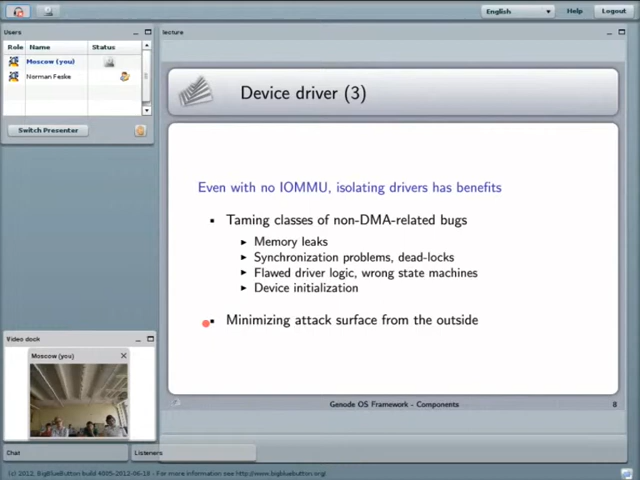 English
Help
Logout
Users
Role Name Status
Moscow (you)
Norman Feske
Switch Presenter
lecture
Device driver (3)
Even with no IOMMU, isolating drivers has benefits
Taming classes of non-DMA-related bugs
Memory leaks
Synchronization problems, dead-locks
Flawed driver logic, wrong state machines
Device initialization
Minimizing attack surface from the outside
Genode OS Framework - Components
8
Video dock
Moscow (you)
Chat
Listeners
(c) 2012, BigBlueButton build 4005-2012-06-19 - For more information see http://www.bigbluebutton.org/